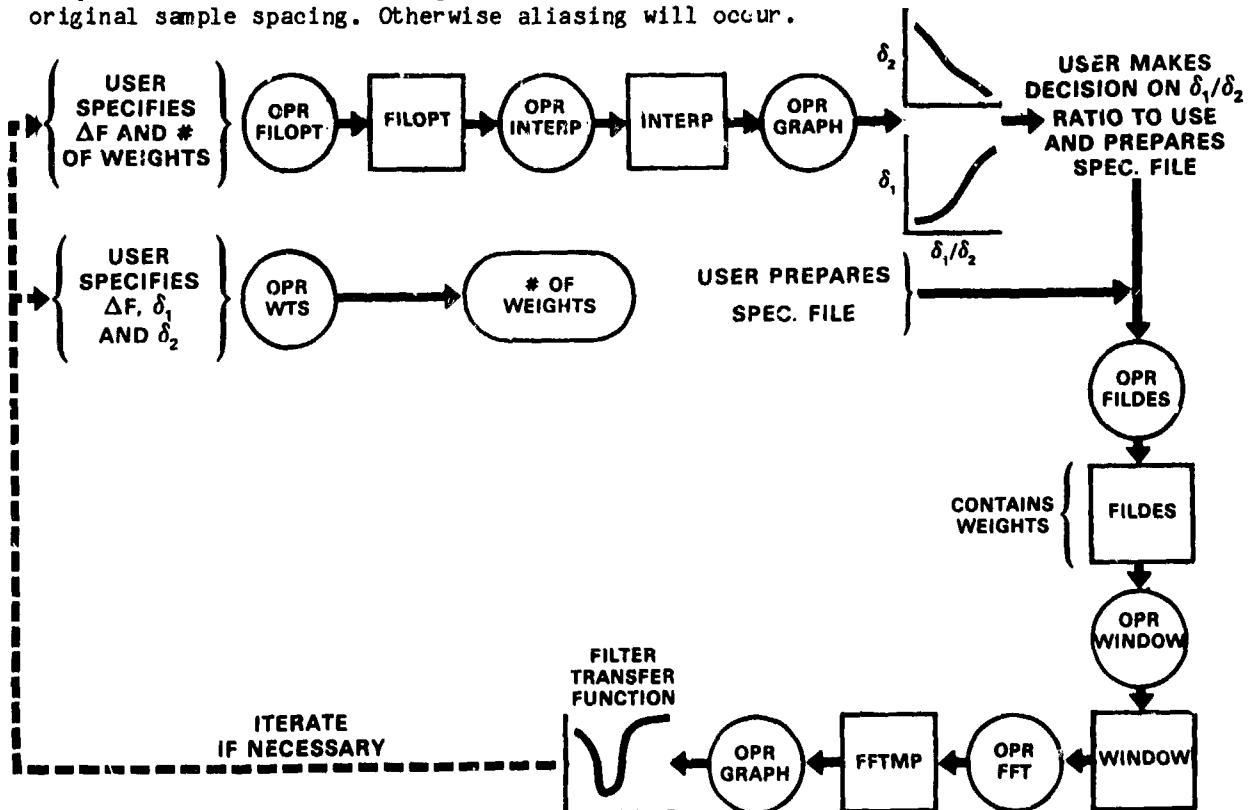 original sample spacing. Otherwise aliasing will occur.
USER
SPECIFIES
ΔF AND #
OF WEIGHTS
OPR
FILOPT
FILOPT
OPR
INTERP
INTERP
OPR
GRAPH
δ₂
δ₁
δ₁/δ₂
USER MAKES
DECISION ON δ₁/δ₂
RATIO TO USE
AND PREPARES
SPEC. FILE
USER
SPECIFIES
ΔF, δ₁
AND δ₂
OPR
WTS
# OF
WEIGHTS
USER PREPARES
SPEC. FILE
OPR
FILDES
CONTAINS
WEIGHTS
FILDES
OPR
WINDOW
WINDOW
OPR
FFT
FFTMP
OPR
GRAPH
FILTER
TRANSFER
FUNCTION
ITERATE
IF NECESSARY